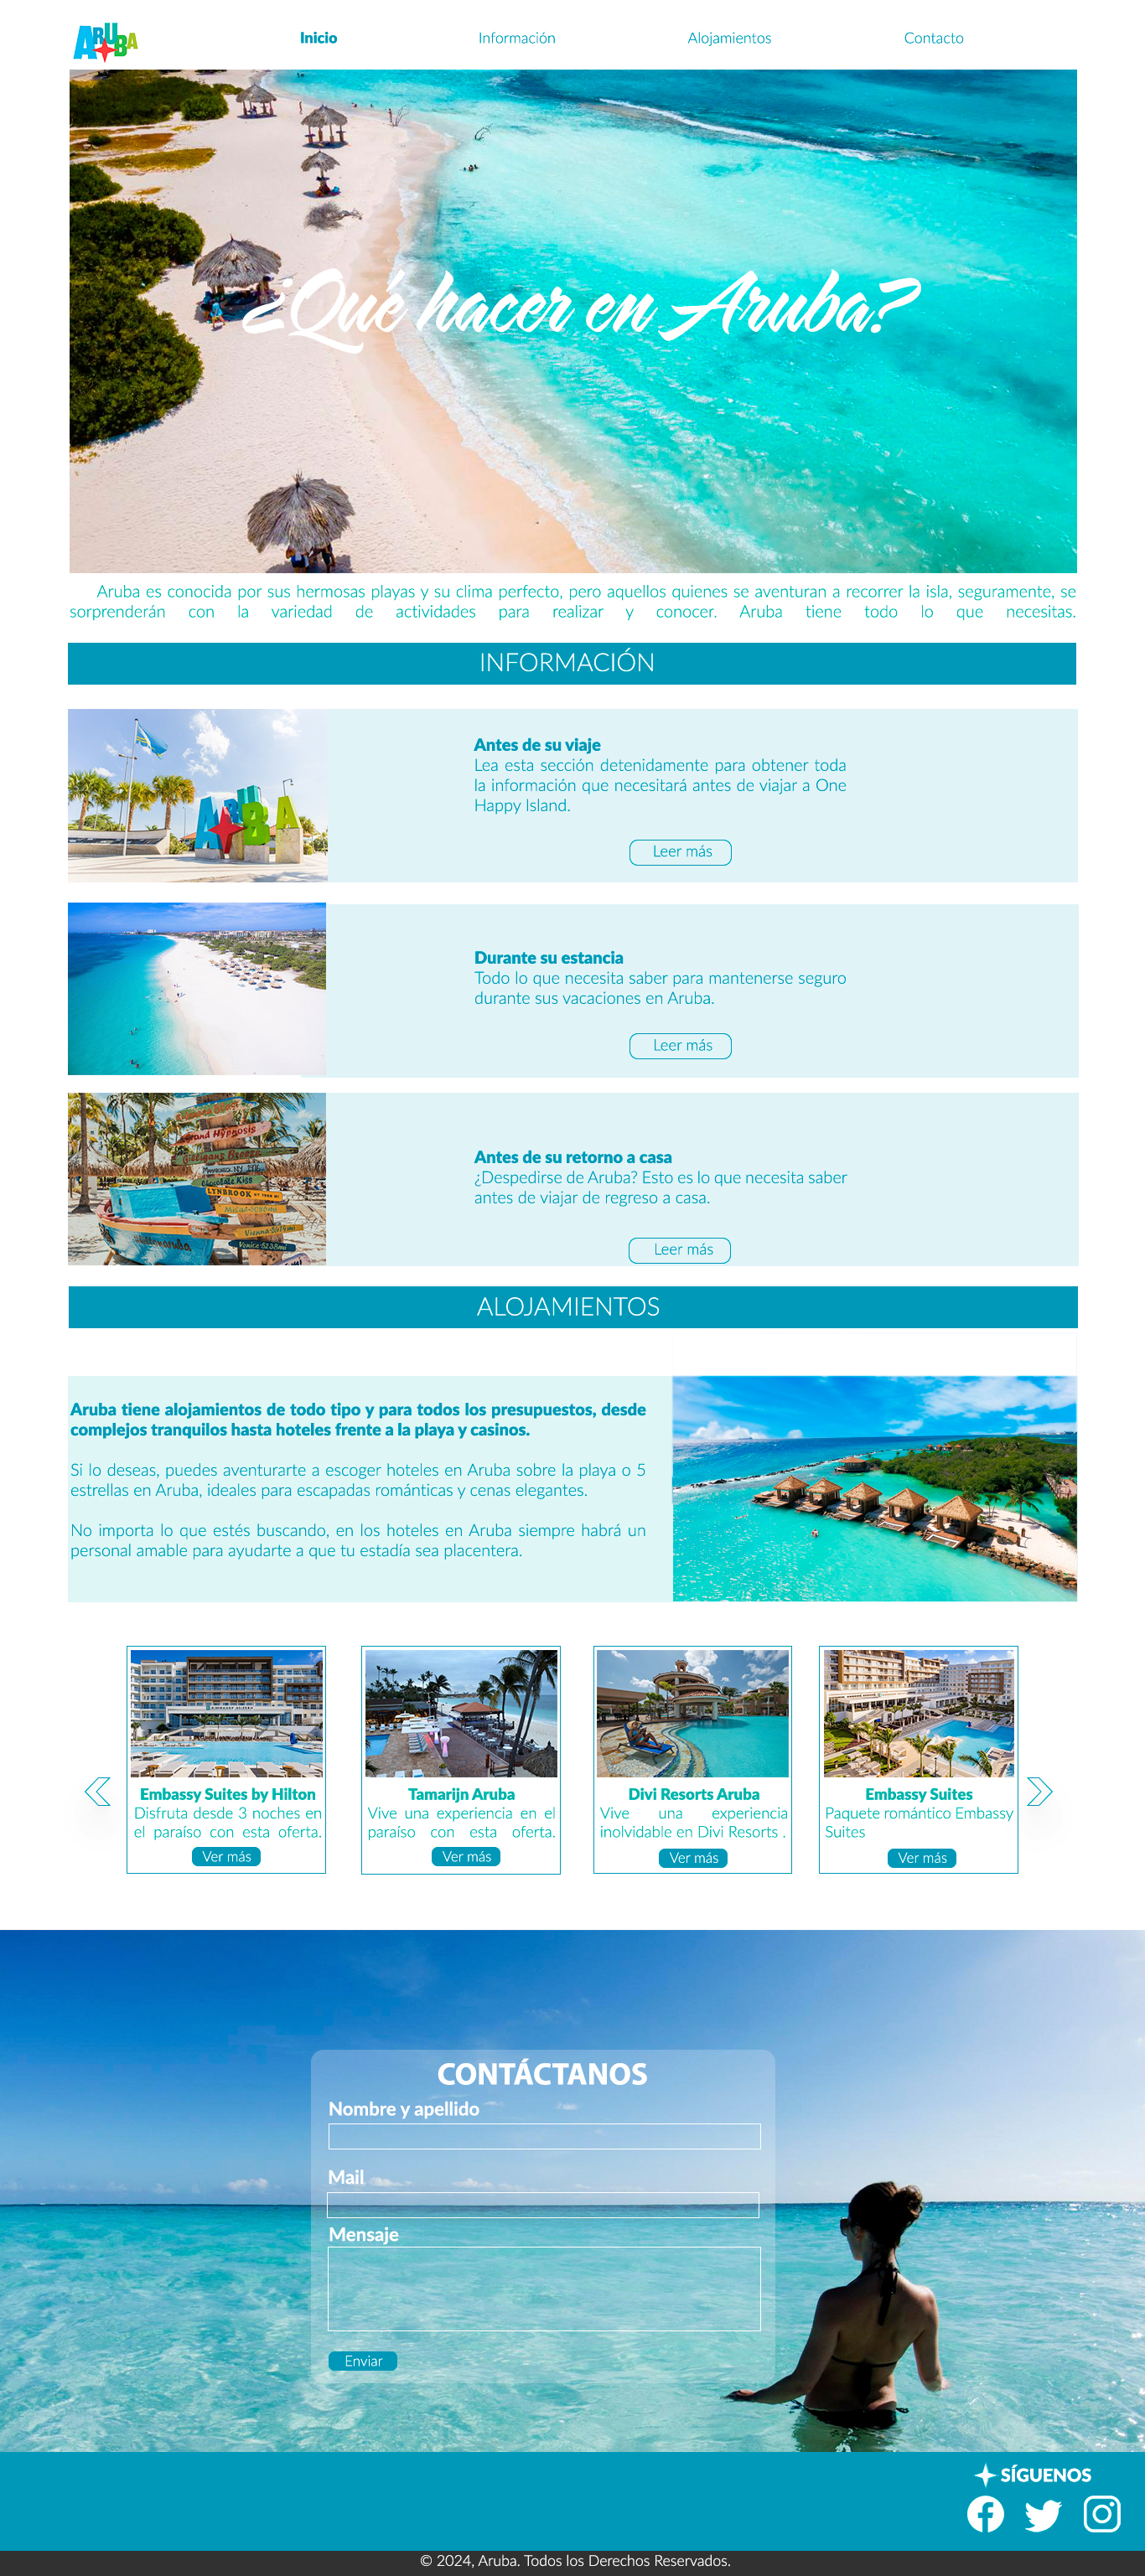 ARUBA
Inicio
Información
Alojamientos
Contacto
¿Qué hacer en Aruba?
Aruba es conocida por sus hermosas playas y su clima perfecto, pero aquellos quienes se aventuran a recorrer la isla, seguramente, se
sorprenderán con la variedad de actividades para realizar y conocer. Aruba tiene todo lo que necesitas.
INFORMACIÓN
ARUBA
Antes de su viaje
Lea esta sección detenidamente para obtener toda
la información que necesitará antes de viajar a One
Happy Island.
Leer más
Durante su estancia
Todo lo que necesita saber para mantenerse seguro
durante sus vacaciones en Aruba.
Leer más
Grand Hypnosis
Gilligan's Breeze
Chocolate Kiss
LYNBROOK
Vienna
Venice
Antes de su retorno a casa
¿Despedirse de Aruba? Esto es lo que necesita saber
antes de viajar de regreso a casa.
Leer más
ALOJAMIENTOS
Aruba tiene alojamientos de todo tipo y para todos los presupuestos, desde
complejos tranquilos hasta hoteles frente a la playa y casinos.
Si lo deseas, puedes aventurarte a escoger hoteles en Aruba sobre la playa o 5
estrellas en Aruba, ideales para escapadas románticas y cenas elegantes.
No importa lo que estés buscando, en los hoteles en Aruba siempre habrá un
personal amable para ayudarte a que tu estadía sea placentera.
Embassy Suites by Hilton
Disfruta desde 3 noches en
el paraíso con esta oferta.
Ver más
Tamarijn Aruba
Vive una experiencia en el
paraíso con esta oferta.
Ver más
Divi Resorts Aruba
Vive una experiencia
inolvidable en Divi Resorts .
Ver más
Embassy Suites
Paquete romántico Embassy
Suites
Ver más
CONTÁCTANOS
Nombre y apellido
Mail
Mensaje
Enviar
SÍGUENOS
© 2024, Aruba. Todos los Derechos Reservados.